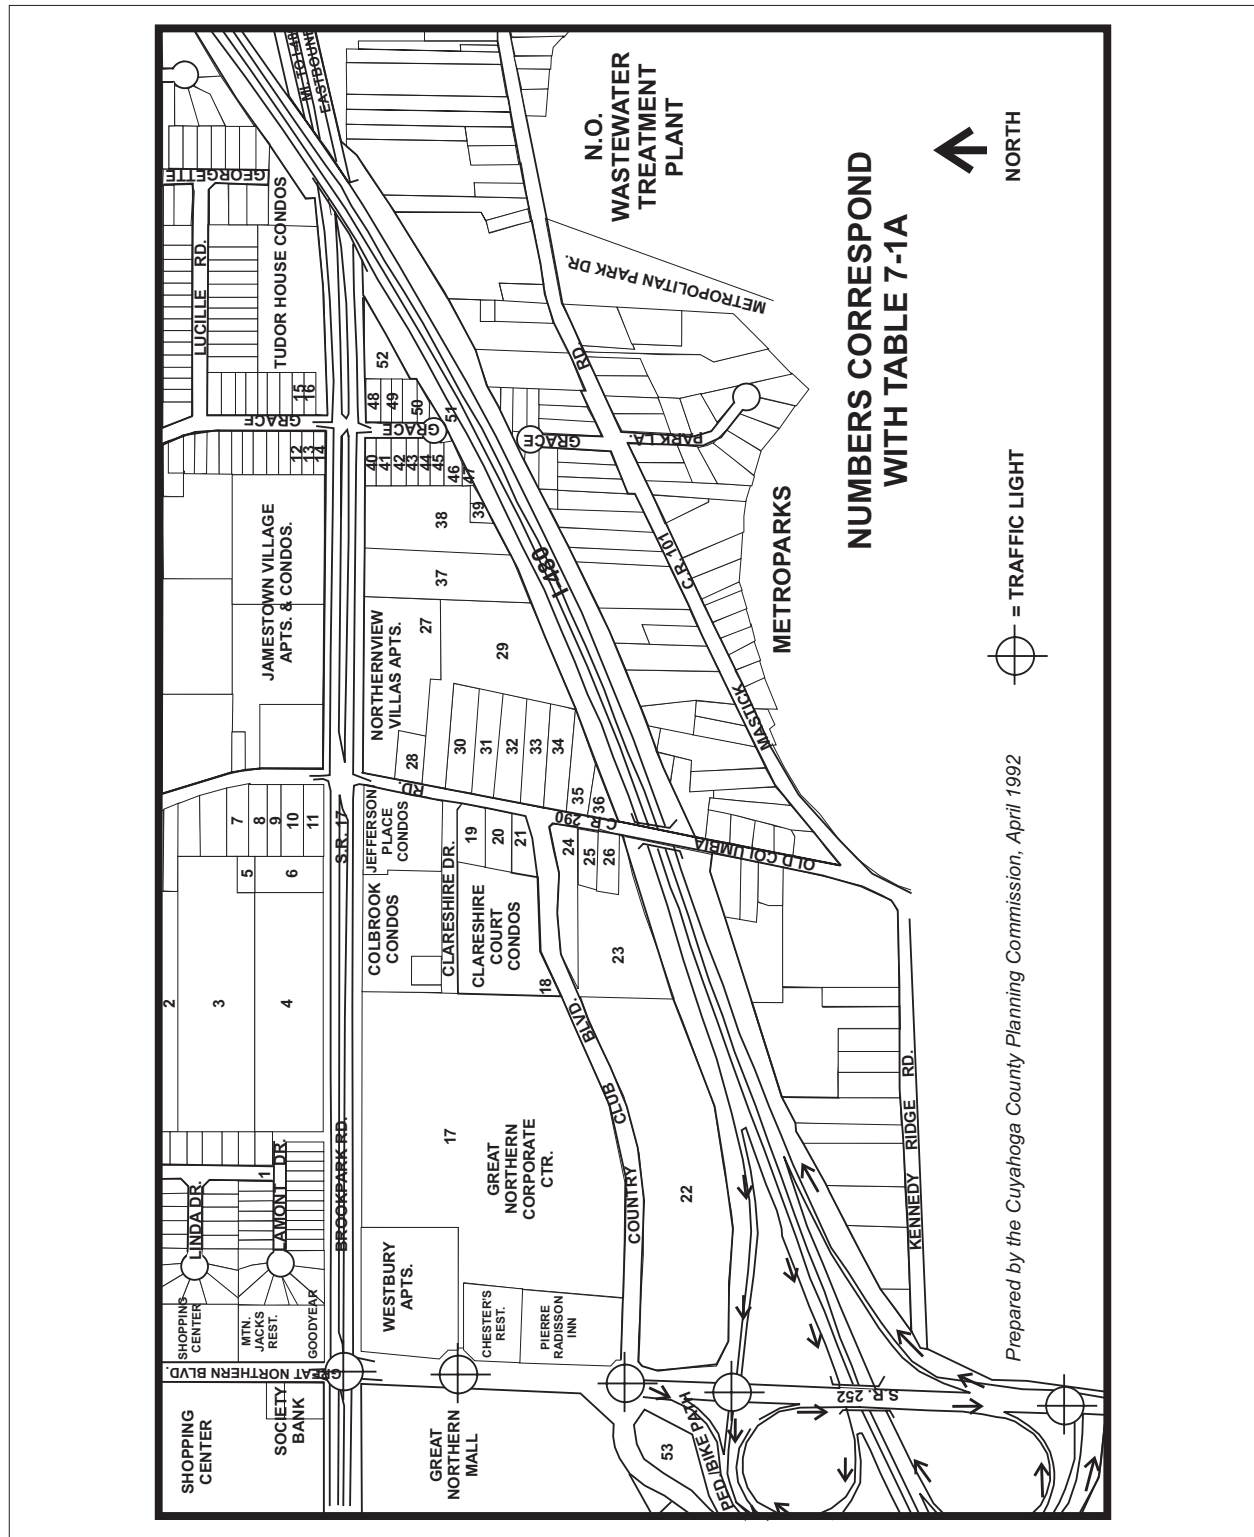 SHOPPING
CENTER
SOCIETY
BANK
GREAT NORTHERN BLVD.
SHOPPING
CENTER
MTN.
JACKS
REST.
GOODYEAR
LINDA DR.
LAMONT DR.
1
2
3
4
5
6
7
8
9
10
11
JAMESTOWN VILLAGE
APTS. & CONDOS.
12
13
14
GRACE
15
16
LUCILLE RD.
TUDOR HOUSE CONDOS
GEORGETTE
BROOKPARK RD.
S.R. 17
EASTBOUND
GREAT
NORTHERN
MALL
WESTBURY
APTS.
CHESTER'S
REST.
PIERRE
RADISSON
INN
17
GREAT
NORTHERN
CORPORATE
CTR.
COLBROOK
CONDOS
JEFFERSON
PLACE
CONDOS
CLARESHIRE DR.
CLARESHIRE
COURT
CONDOS
18
19
20
21
COUNTRY CLUB BLVD.
22
23
24
25
26
OLD COLUMBIA
C.R. 290
RD.
NORTHERNVIEW
VILLAS APTS.
27
28
29
30
31
32
33
34
35
36
37
38
39
40
41
42
43
44
45
46
47
GRACE
48
49
50
51
52
53
PED./BIKE PATH
S.R. 252
I-480
KENNEDY RIDGE RD.
MASTICK
C.R. 101
RD.
GRACE
PARK LA.
METROPOLITAN PARK DR.
N.O.
WASTEWATER
TREATMENT
PLANT
METROPARKS
NUMBERS CORRESPOND
WITH TABLE 7-1A
NORTH
= TRAFFIC LIGHT
Prepared by the Cuyahoga County Planning Commission, April 1992